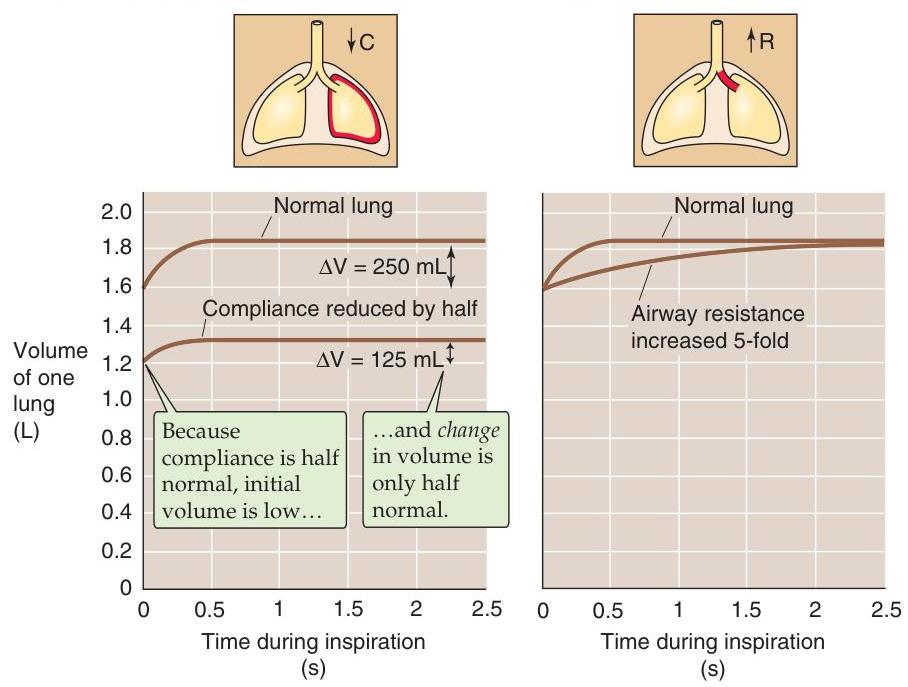 ↓C
↑R
Normal lung
ΔV = 250 mL
Compliance reduced by half
ΔV = 125 mL
Because
compliance is half
normal, initial
volume is low…
…and change
in volume is
only half
normal.
Volume
of one
lung
(L)
2.0
1.8
1.6
1.4
1.2
1.0
0.8
0.6
0.4
0.2
0
0 0.5 1 1.5 2 2.5
Time during inspiration
(s)
Normal lung
Airway resistance
increased 5-fold
0 0.5 1 1.5 2 2.5
Time during inspiration
(s)